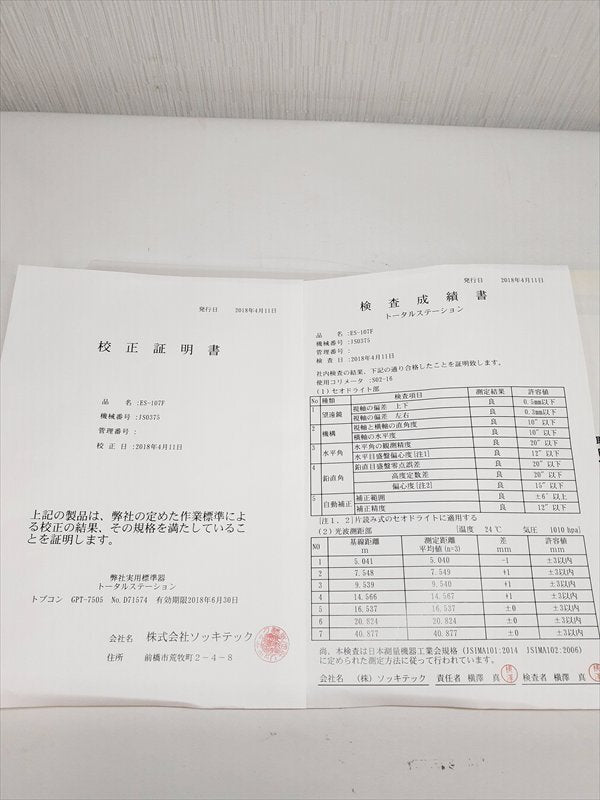 発行日 2018年4月11日
校正証明書
品名 :ES-107F
機械番号 :JS0375
管理番号 :
校正日 :2018年4月11日
上記の製品は、弊社の定めた作業標準によ
る校正の結果、その規格を満たしているこ
とを証明します。
弊社実用標準器
トータルステーション
トプコン GPT-7505 No.D71574 有効期限2018年6月30日
会社名 株式会社ソッキテック
住所 前橋市荒牧町2-4-8
発行日 2018年4月11日
検査成績書
トータルステーション
品名 :ES-107F
機械番号 :JS0375
管理番号 :
検査日 :2018年4月11日
社内検査の結果、下記の通り合格したことを証明致します。
使用コリメータ :S02-16
(1)セオドライト部
No 種類 検査項目 測定結果 許容値
1 望遠鏡 視軸の偏差 上下 良 0.5mm以下
視軸の偏差 左右 良 0.3mm以下
2 機構 視軸と横軸の直角度 良 10"以下
横軸の水平度 良 10"以下
3 水平角 水平角の観測精度 良 20"以下
水平目盛盤偏心度[注1] 良 12"以下
4 鉛直角 鉛直目盛盤零点誤差 良 20"以下
高度定数差 良 20"以下
偏心度[注2] 良 15"以下
5 自動補正 補正範囲 良 ±6'以上
補正精度 良 12"以下
[注1、2]片読み式のセオドライトに適用する
(2)光波測距部 [温度 24℃ 気圧 1010hpa]
NO 基線距離 m 測定距離 平均値(n=3) 差 mm 許容値 mm
1 5.041 5.040 -1 ±3以内
2 7.548 7.549 +1 ±3以内
3 9.539 9.540 +1 ±3以内
4 14.566 14.567 +1 ±3以内
5 16.537 16.537 ±0 ±3以内
6 20.824 20.824 ±0 ±3以内
7 40.877 40.877 ±0 ±3以内
尚、本検査は日本測量機器工業会規格(JSIMA101:2014 JSIMA102:2006)
に定められた測定方法に従って行われています。
会社名 (株)ソッキテック 責任者 横澤 真 検査者 横澤 真